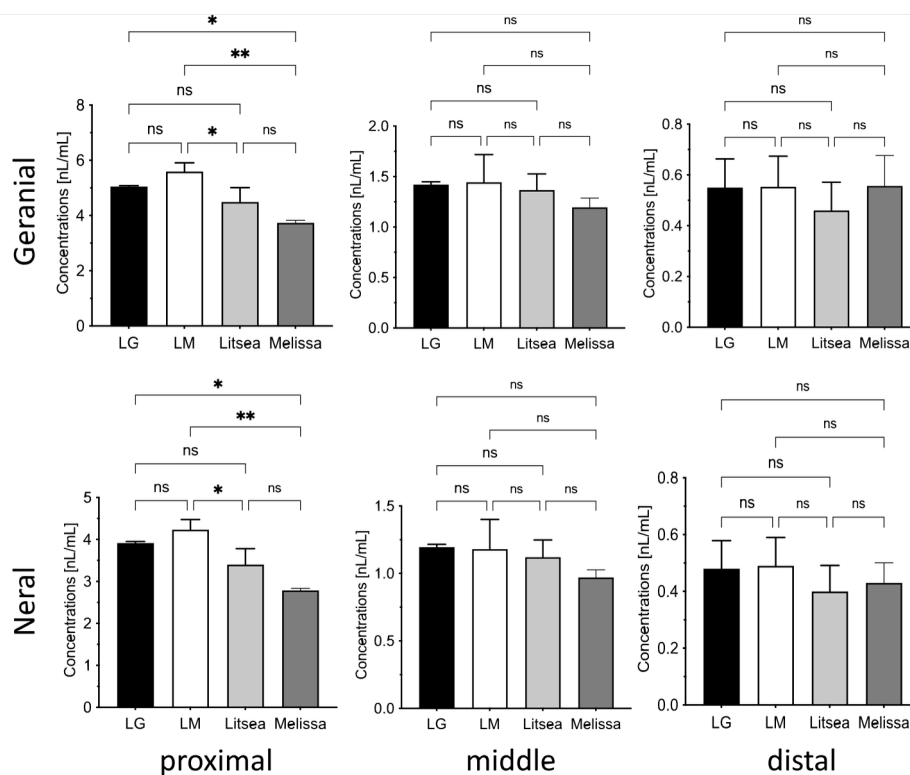 *
**
ns
ns * ns
8
6
4
2
0
Concentrations [nL/mL]
LG LM Litsea Melissa
ns
ns
ns
ns ns ns
2.0
1.5
1.0
0.5
0.0
Concentrations [nL/mL]
LG LM Litsea Melissa
ns
ns
ns
ns ns ns
0.8
0.6
0.4
0.2
0.0
Concentrations [nL/mL]
LG LM Litsea Melissa
Geranial
*
**
ns
ns * ns
5
4
3
2
1
0
Concentrations [nL/mL]
LG LM Litsea Melissa
ns
ns
ns
ns ns ns
1.5
1.0
0.5
0.0
Concentrations [nL/mL]
LG LM Litsea Melissa
ns
ns
ns
ns ns ns
0.8
0.6
0.4
0.2
0.0
Concentrations [nL/mL]
LG LM Litsea Melissa
Neral
proximal middle distal